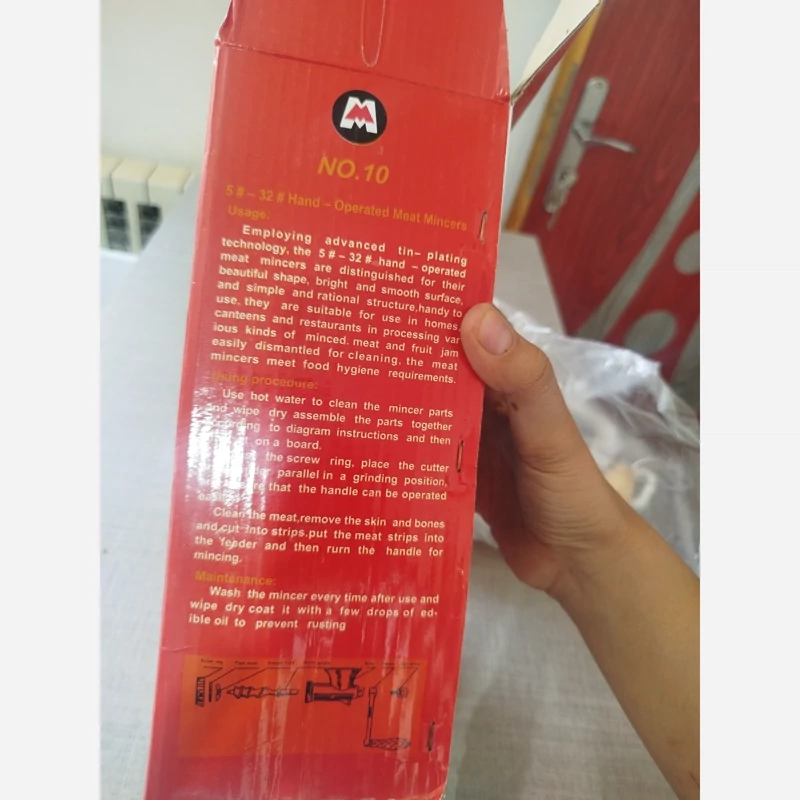 M
NO.10
5 # – 32 # Hand – Operated Meat Mincers
Usage:
Employing advanced tin– plating
technology, the 5 # – 32 # hand – operated
meat mincers are distinguished for their
beautiful shape, bright and smooth surface,
and simple and rational structure,handy to
use. they are suitable for use in homes,
canteens and restaurants in processing var
ious kinds of minced. meat and fruit jam
easily dismantled for cleaning, the meat
mincers meet food hygiene requirements.
Using procedure:
Use hot water to clean the mincer parts
and wipe dry assemble the parts together
according to diagram instructions and then
on a board.
the screw ring, place the cutter
parallel in a grinding position,
that the handle can be operated
Clean the meat,remove the skin and bones
and cut into strips.put the meat strips into
the feeder and then rurn the handle for
mincing.
Maintenance:
Wash the mincer every time after use and
wipe dry coat it with a few drops of ed-
ible oil to prevent rusting